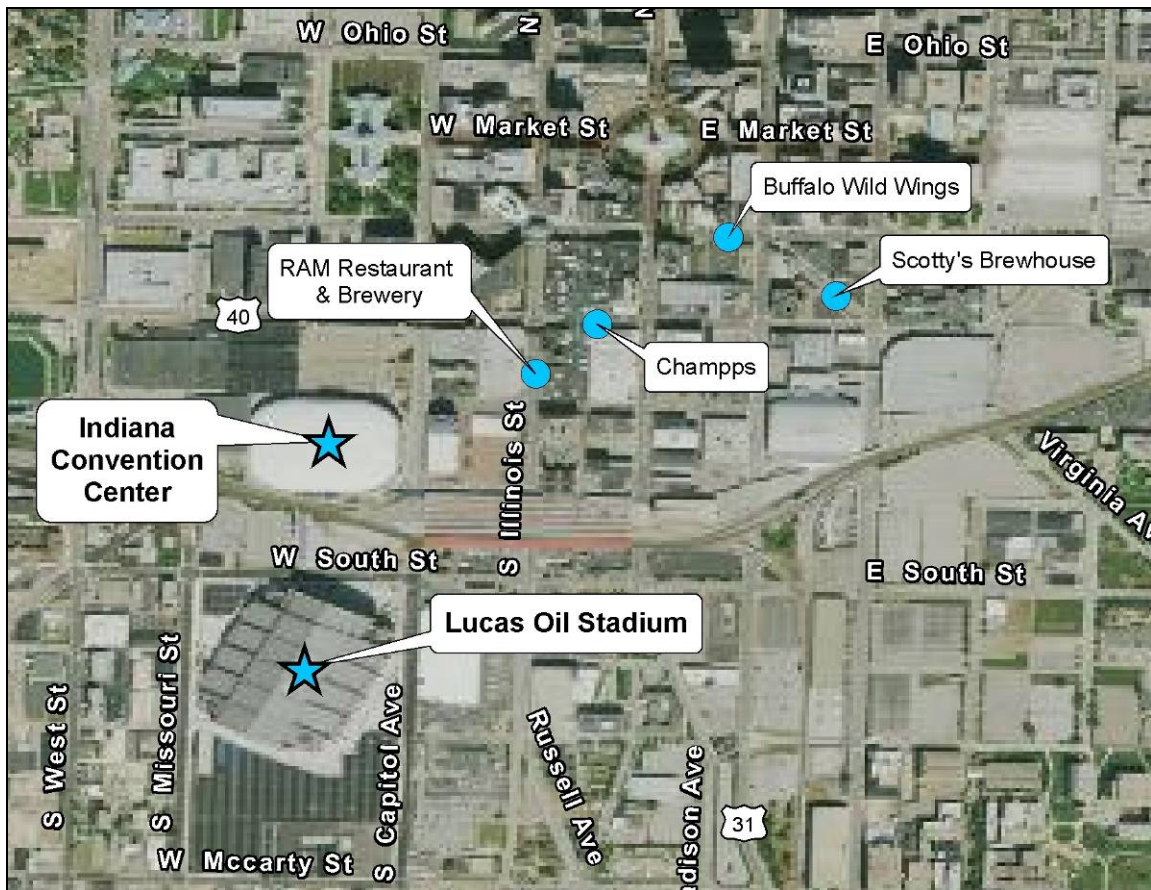 W Ohio St
N
N
E Ohio St
W Market St
E Market St
Buffalo Wild Wings
RAM Restaurant
& Brewery
Scotty's Brewhouse
40
Champps
Indiana
Convention
Center
S Illinois St
Virginia Av
W South St
E South St
Lucas Oil Stadium
S West St
S Missouri St
S Capitol Ave
Russell Ave
adison Ave
31
W Mccarty St